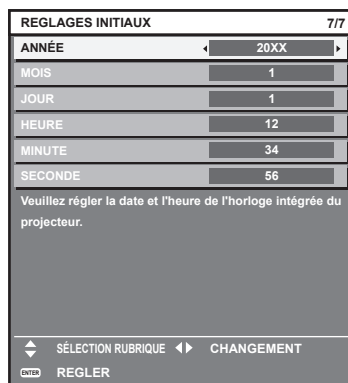 REGLAGES INITIAUX 7/7
ANNÉE 20XX
MOIS 1
JOUR 1
HEURE 12
MINUTE 34
SECONDE 56
Veuillez régler la date et l'heure de l'horloge intégrée du
projecteur.
SÉLECTION RUBRIQUE CHANGEMENT
ENTER REGLER